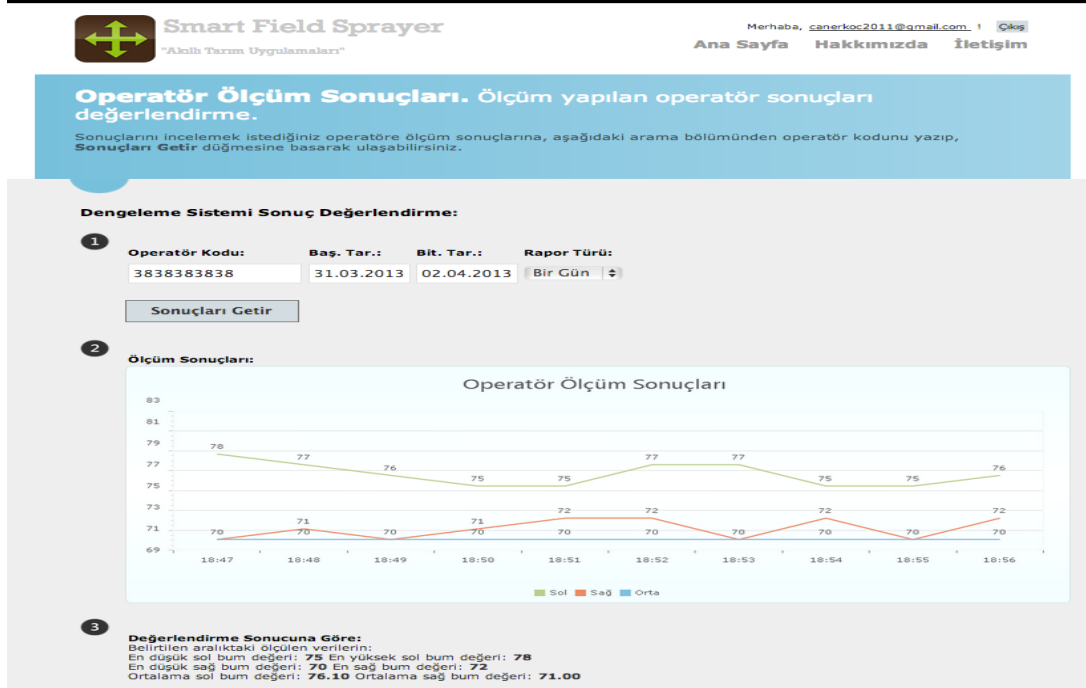 Smart Field Sprayer
"Akıllı Tarım Uygulamaları"
Merhaba, canerkoc2011@gmail.com ! Çıkış
Ana Sayfa Hakkımızda İletişim
Operatör Ölçüm Sonuçları. Ölçüm yapılan operatör sonuçları
değerlendirme.
Sonuçlarını incelemek istediğiniz operatöre ölçüm sonuçlarına, aşağıdaki arama bölümünden operatör kodunu yazıp,
Sonuçları Getir düğmesine basarak ulaşabilirsiniz.
Dengeleme Sistemi Sonuç Değerlendirme:
1
Operatör Kodu: Baş. Tar.: Bit. Tar.: Rapor Türü:
3838383838 31.03.2013 02.04.2013 Bir Gün
Sonuçları Getir
2
Ölçüm Sonuçları:
Operatör Ölçüm Sonuçları
83
81
79
77
75
73
71
69
78 77 76 75 75 77 77 75 75 76
70 71 70 71 72 72 70 72 70 72
70 70 70 70 70 70 70 70 70 70
18:47 18:48 18:49 18:50 18:51 18:52 18:53 18:54 18:55 18:56
Sol Sağ Orta
3
Değerlendirme Sonucuna Göre:
Belirtilen aralıktaki ölçülen verilerin:
En düşük sol bum değeri: 75 En yüksek sol bum değeri: 78
En düşük sağ bum değeri: 70 En sağ bum değeri: 72
Ortalama sol bum değeri: 76.10 Ortalama sağ bum değeri: 71.00